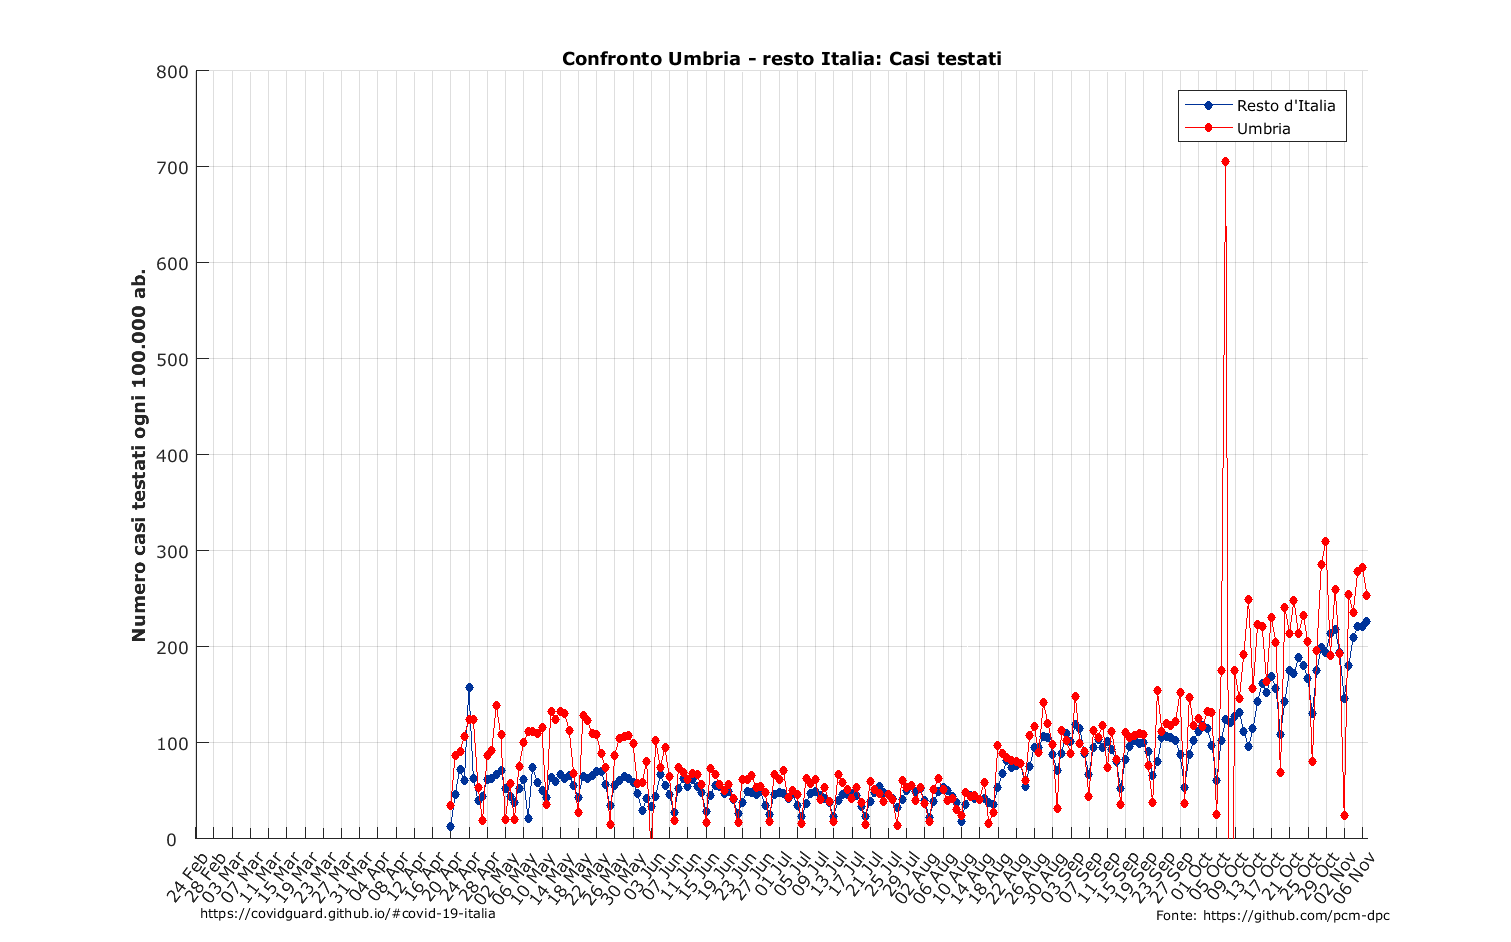 Confronto Umbria - resto Italia: Casi testati
Resto d'Italia
Umbria
Numero casi testati ogni 100.000 ab.
800
700
600
500
400
300
200
100
0
24 Feb
28 Feb
03 Mar
07 Mar
11 Mar
15 Mar
19 Mar
23 Mar
27 Mar
31 Mar
04 Apr
08 Apr
12 Apr
16 Apr
20 Apr
24 Apr
28 Apr
02 May
06 May
10 May
14 May
18 May
22 May
26 May
30 May
03 Jun
07 Jun
11 Jun
15 Jun
19 Jun
23 Jun
27 Jun
01 Jul
05 Jul
09 Jul
13 Jul
17 Jul
21 Jul
25 Jul
29 Jul
02 Aug
06 Aug
10 Aug
14 Aug
18 Aug
22 Aug
26 Aug
30 Aug
03 Sep
07 Sep
11 Sep
15 Sep
19 Sep
23 Sep
27 Sep
01 Oct
05 Oct
09 Oct
13 Oct
17 Oct
21 Oct
25 Oct
29 Oct
02 Nov
06 Nov
https://covidguard.github.io/#covid-19-italia
Fonte: https://github.com/pcm-dpc